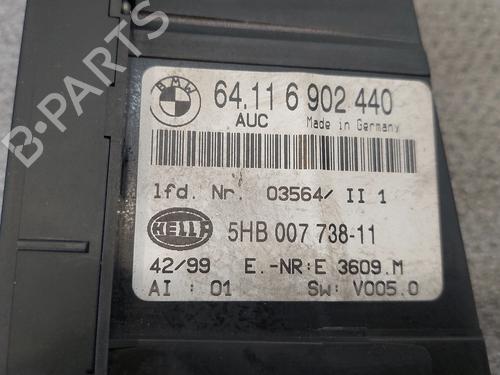 BMW
64.11 6 902 440
AUC Made in Germany
lfd. Nr. 03564/ II 1
HELLA 5HB 007 738-11
42/99 E.-NR:E 3609.M
AI : 01 SW: V005.0
B-PARTS